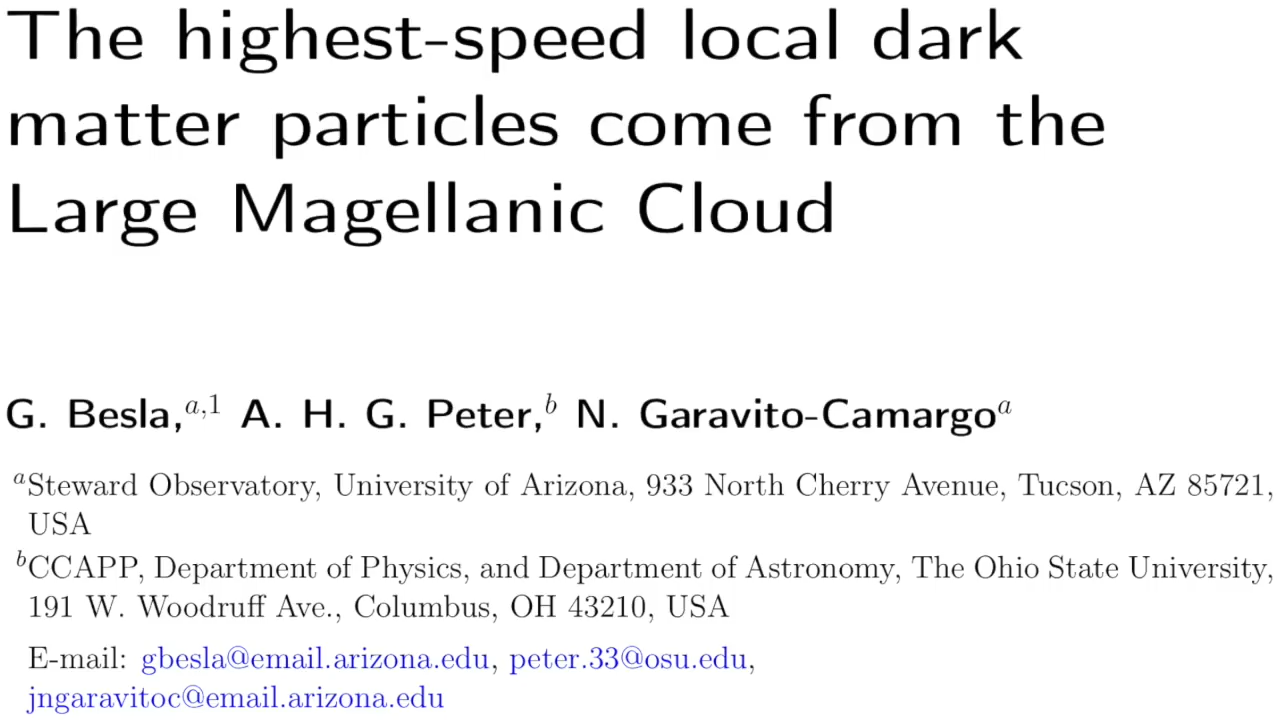 The highest-speed local dark
matter particles come from the
Large Magellanic Cloud
G. Besla,a,1 A. H. G. Peter,b N. Garavito-Camargoa
aSteward Observatory, University of Arizona, 933 North Cherry Avenue, Tucson, AZ 85721,
USA
bCCAPP, Department of Physics, and Department of Astronomy, The Ohio State University,
191 W. Woodruff Ave., Columbus, OH 43210, USA
E-mail: gbesla@email.arizona.edu, peter.33@osu.edu,
jngaravitoc@email.arizona.edu